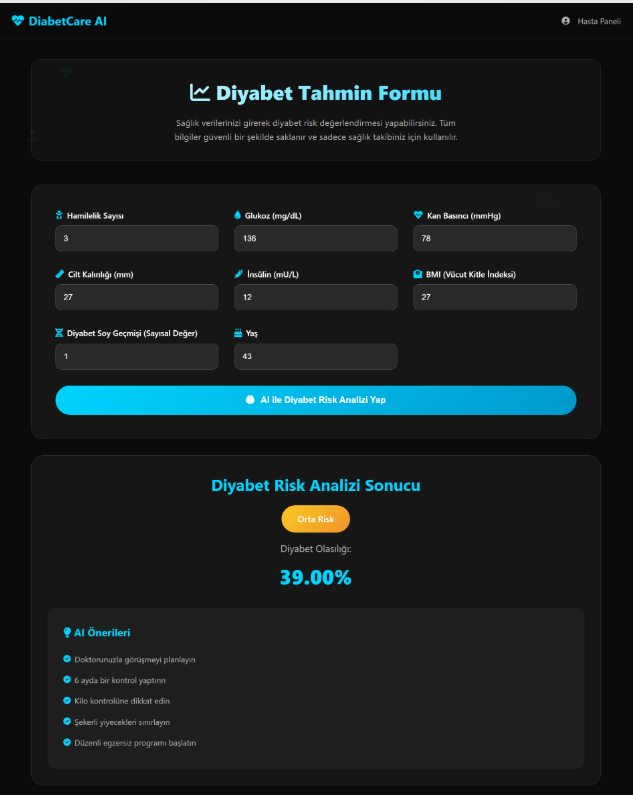 DiabetCare AI
Hasta Paneli
Diyabet Tahmin Formu
Sağlık verilerinizi girerek diyabet risk değerlendirmesi yapabilirsiniz. Tüm
bilgiler güvenli bir şekilde saklanır ve sadece sağlık takibiniz için kullanılır.
Hamilelik Sayısı
Glukoz (mg/dL)
Kan Basıncı (mmHg)
3
136
78
Cilt Kalınlığı (mm)
İnsülin (mU/L)
BMI (Vücut Kitle İndeksi)
27
12
27
Diyabet Soy Geçmişi (Sayısal Değer)
Yaş
1
43
AI ile Diyabet Risk Analizi Yap
Diyabet Risk Analizi Sonucu
Orta Risk
Diyabet Olasılığı:
39.00%
AI Önerileri
Doktorunuzla görüşmeyi planlayın
6 ayda bir kontrol yaptırın
Kilo kontrolüne dikkat edin
Şekerli yiyecekleri sınırlayın
Düzenli egzersiz programı başlatın